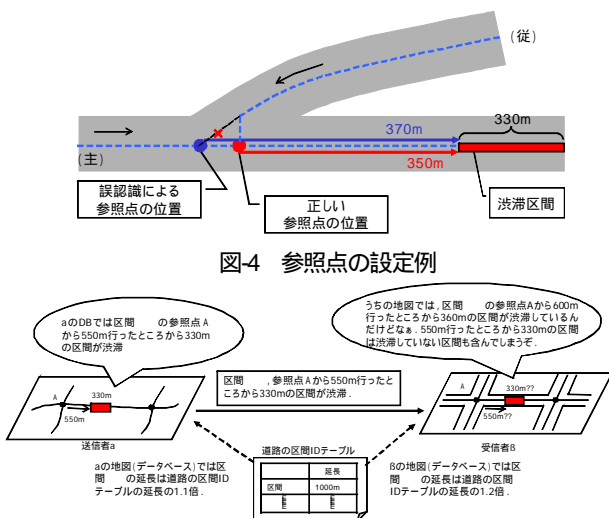 (従)
330m
370m
(主)
350m
誤認識による
参照点の位置
正しい
参照点の位置
渋滞区間
図-4　参照点の設定例
aのDBでは区間　　の参照点A
から550m行ったところから330m
の区間が渋滞
うちの地図では,区間　　の参照点Aから600m
行ったところから360mの区間が渋滞しているん
だけどなぁ.550m行ったところから330mの区間
は渋滞していない区間も含んでしまうぞ.
区間　　,参照点Aから550m行ったと
ころから330mの区間が渋滞.
A
330m
550m
送信者a
A
330m??
550m??
受信者ß
道路の区間IDテーブル
延長
区間
1000m
aの地図(データベース)では区
間　　の延長は道路の区間ID
テーブルの延長の1.1倍.
ßの地図(データベース)では区
間　　の延長は道路の区間
IDテーブルの延長の1.2倍.